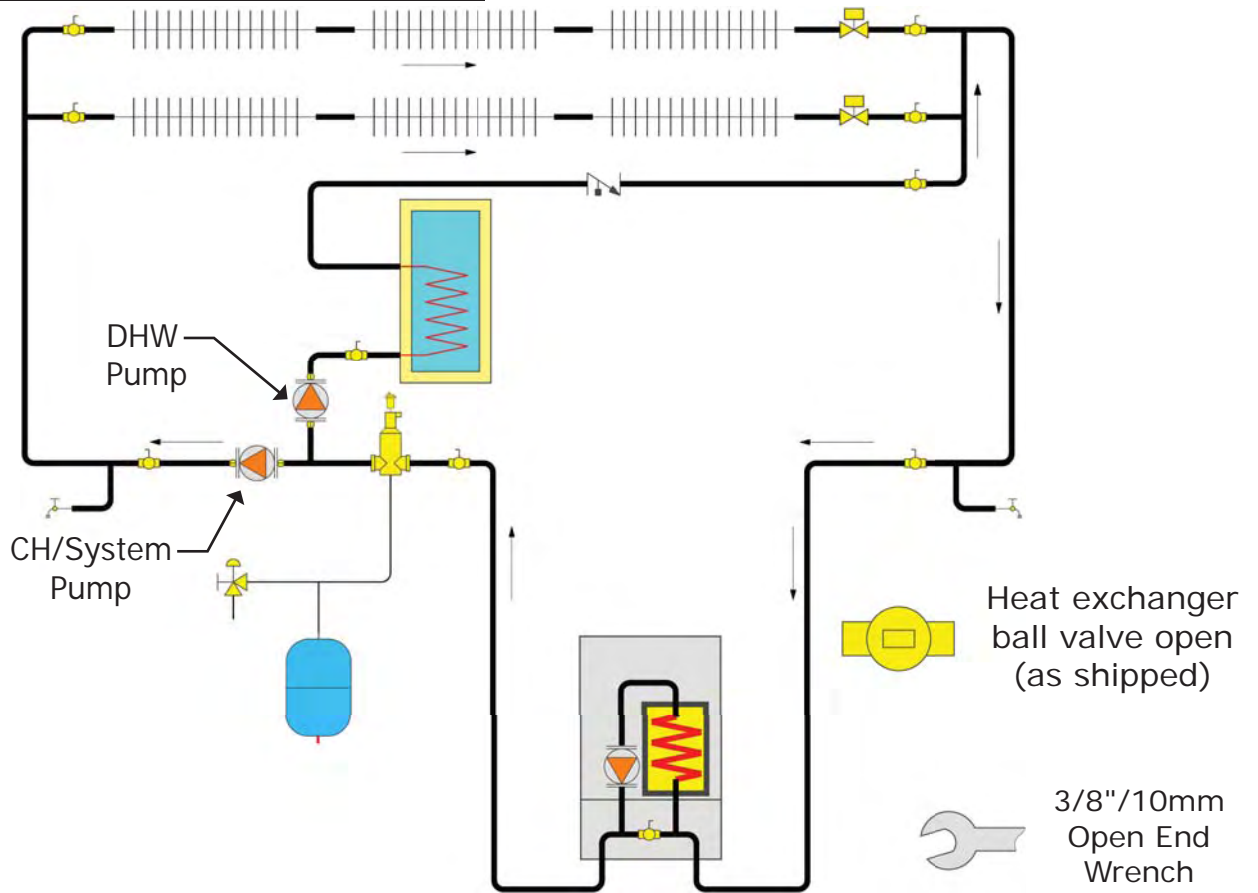 DHW
Pump
CH/System
Pump
Heat exchanger
ball valve open
(as shipped)
3/8"/10mm
Open End
Wrench